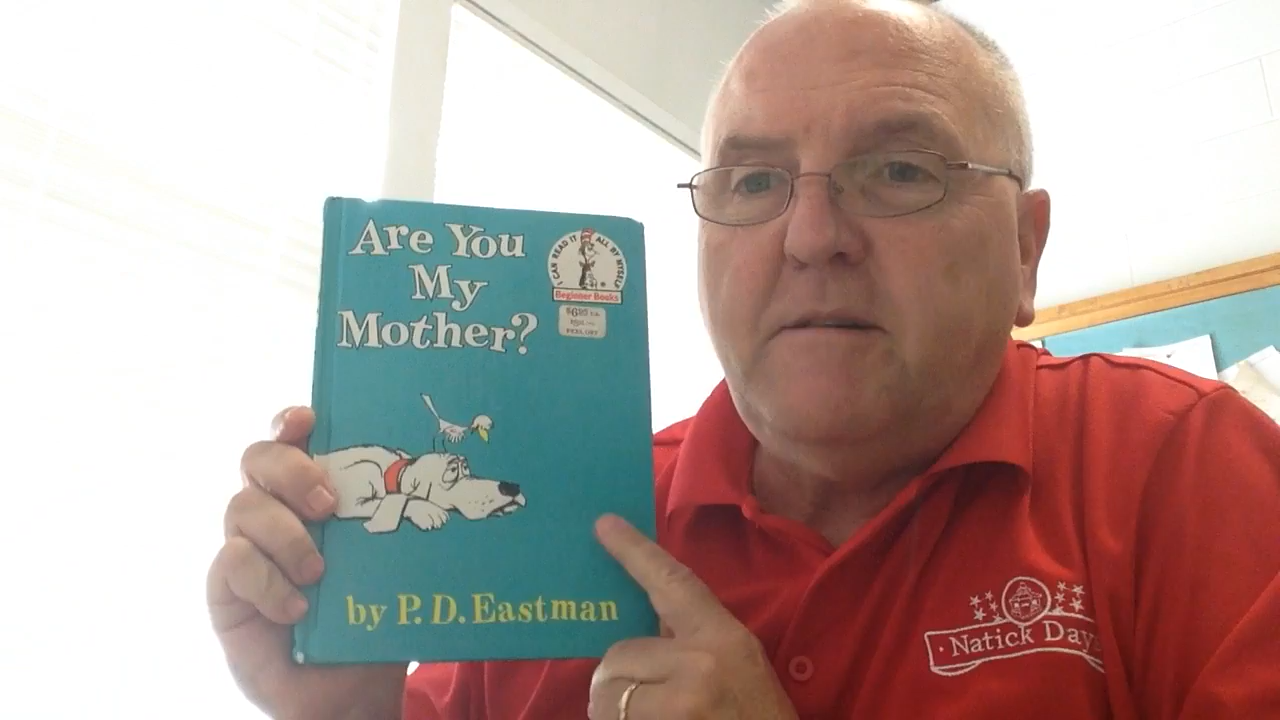 Are You
My
Mother?
I CAN READ IT ALL BY MYSELF
Beginner Books
by P. D. Eastman
Natick Days